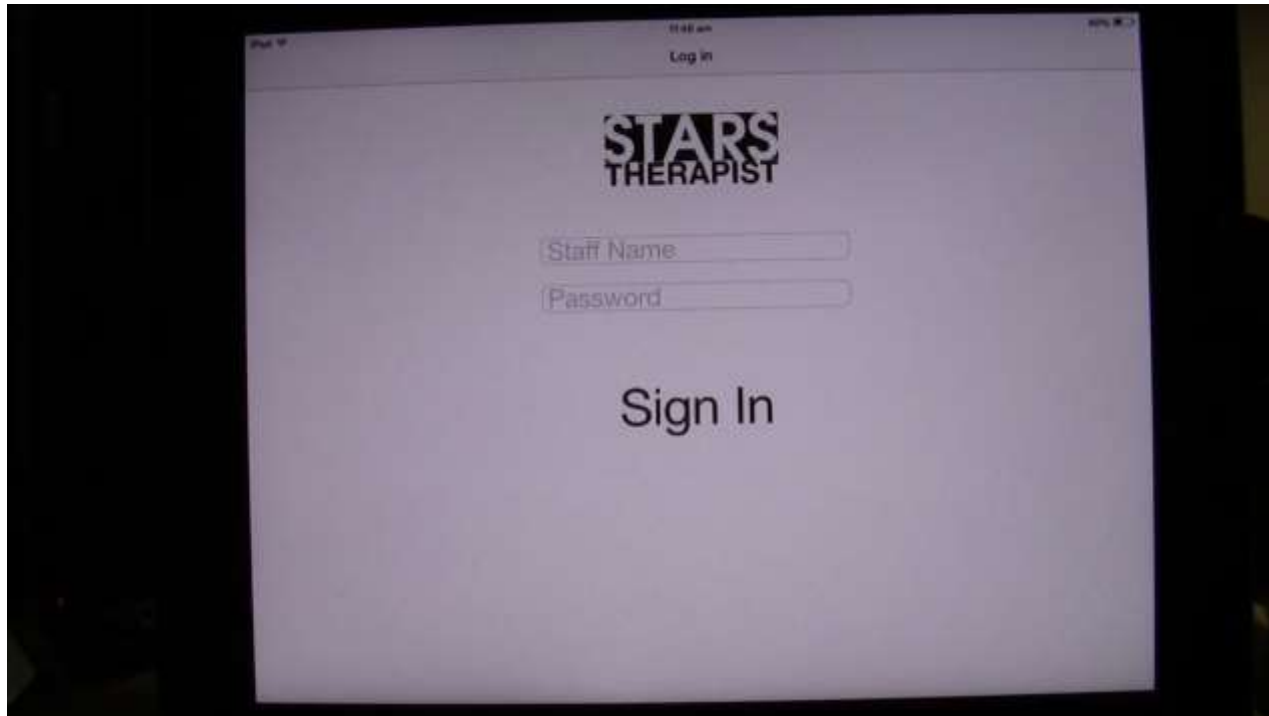 iPad
Log in
STARS
THERAPIST
Staff Name
Password
Sign In